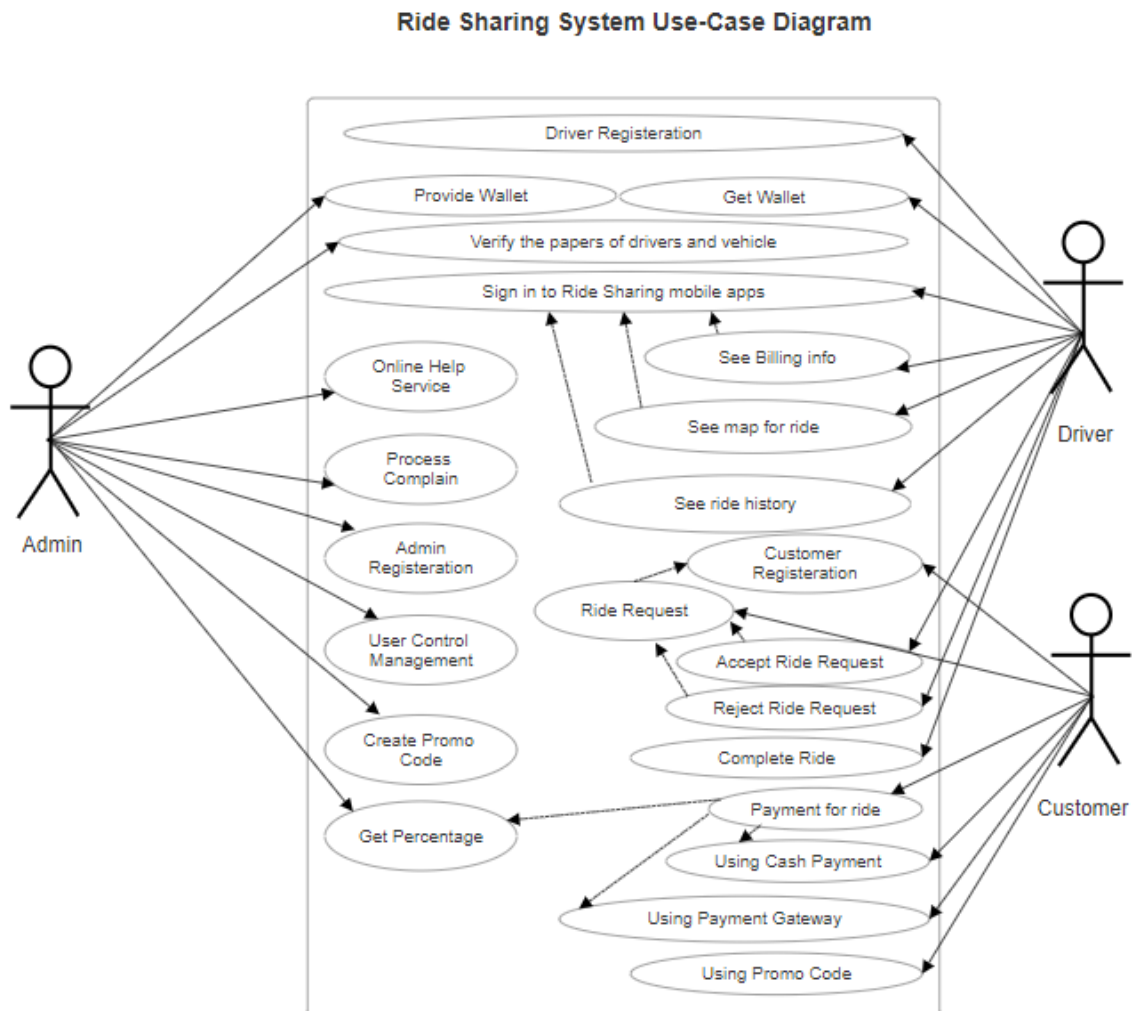 Ride Sharing System Use-Case Diagram
Driver Registeration
Provide Wallet
Get Wallet
Verify the papers of drivers and vehicle
Sign in to Ride Sharing mobile apps
See Billing info
Online Help
Service
See map for ride
Driver
Process
Complain
See ride history
Admin
Admin
Registeration
Customer
Registeration
Ride Request
User Control
Management
Accept Ride Request
Reject Ride Request
Create Promo
Code
Complete Ride
Payment for ride
Customer
Get Percentage
Using Cash Payment
Using Payment Gateway
Using Promo Code